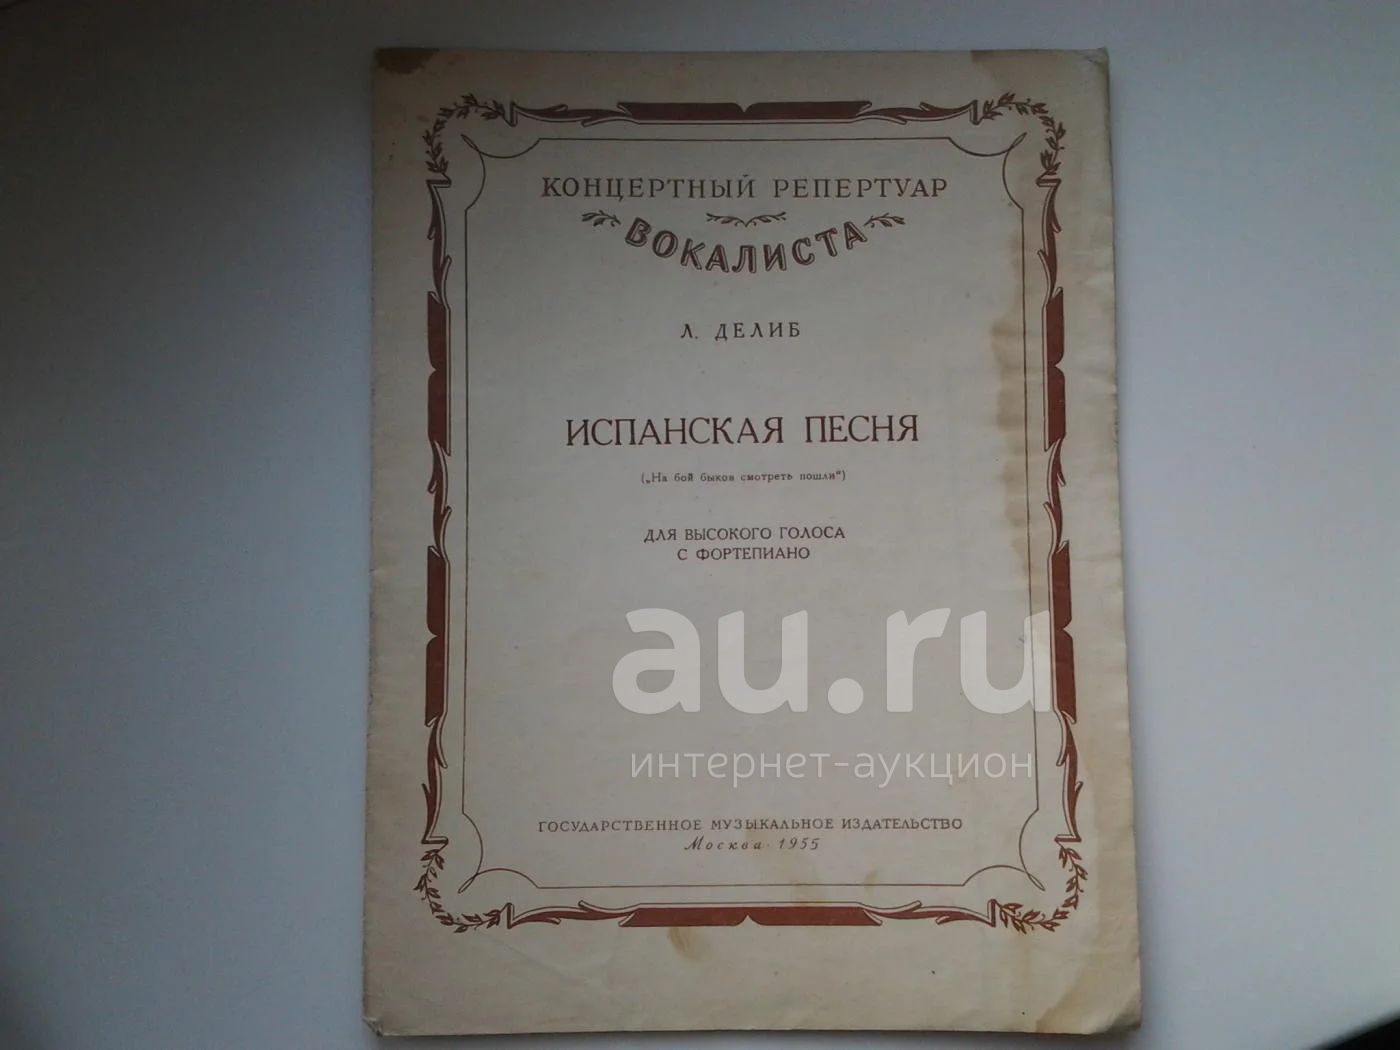 КОНЦЕРТНЫЙ РЕПЕРТУАР
ВОКАЛИСТА
Л. ДЕЛИБ
ИСПАНСКАЯ ПЕСНЯ
(„На бой быков смотреть пошли“)
ДЛЯ ВЫСОКОГО ГОЛОСА
С ФОРТЕПИАНО
au.ru
интернет-аукцион
ГОСУДАРСТВЕННОЕ МУЗЫКАЛЬНОЕ ИЗДАТЕЛЬСТВО
Москва · 1955